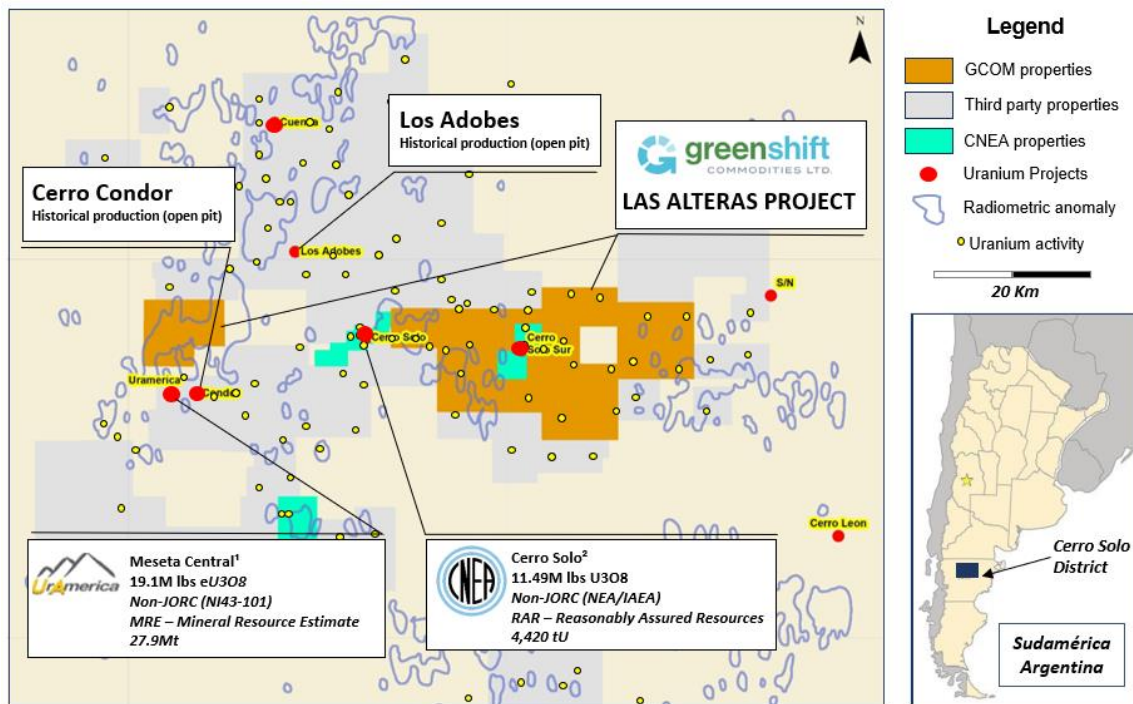 Cuenca
Los Adobes
Historical production (open pit)
greenshift
COMMODITIES LTD.
LAS ALTERAS PROJECT
Cerro Condor
Historical production (open pit)
Los Adobes
S/N
Cerro Solo
Cerro
Solo Sur
Uramerica
Condor
Cerro Leon
UrAmerica
Meseta Central¹
19.1M lbs eU3O8
Non-JORC (NI43-101)
MRE – Mineral Resource Estimate
27.9Mt
CNEA
Cerro Solo²
11.49M lbs U3O8
Non-JORC (NEA/IAEA)
RAR – Reasonably Assured Resources
4,420 tU
N
Legend
GCOM properties
Third party properties
CNEA properties
Uranium Projects
Radiometric anomaly
Uranium activity
20 Km
Cerro Solo
District
Sudamérica
Argentina